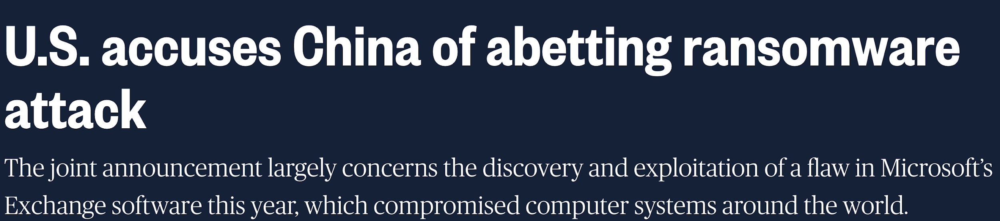 U.S. accuses China of abetting ransomware
attack
The joint announcement largely concerns the discovery and exploitation of a flaw in Microsoft’s
Exchange software this year, which compromised computer systems around the world.